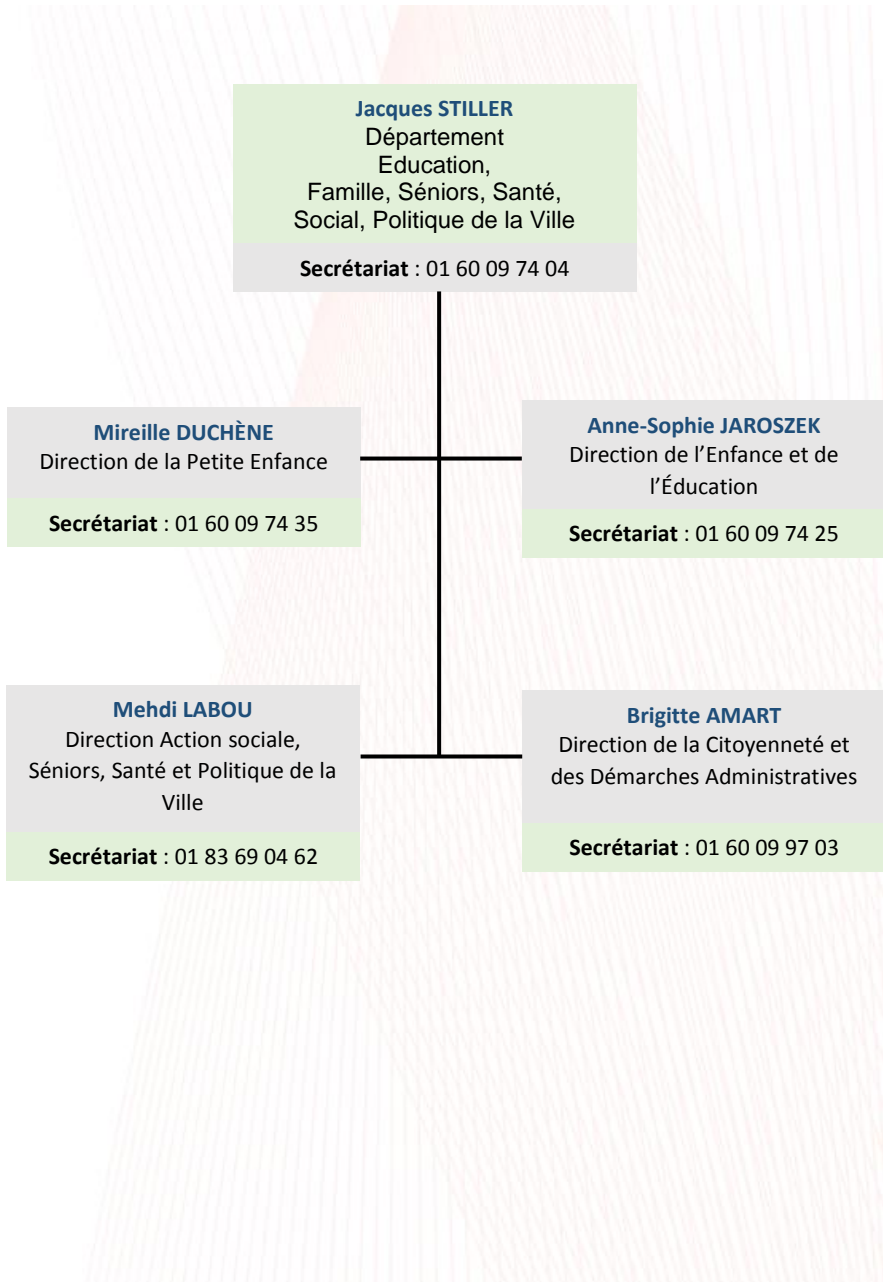 Jacques STILLER
Département
Education,
Famille, Séniors, Santé,
Social, Politique de la Ville
Secrétariat : 01 60 09 74 04
Mireille DUCHÈNE
Direction de la Petite Enfance
Secrétariat : 01 60 09 74 35
Anne-Sophie JAROSZEK
Direction de l’Enfance et de
l’Éducation
Secrétariat : 01 60 09 74 25
Mehdi LABOU
Direction Action sociale,
Séniors, Santé et Politique de la
Ville
Secrétariat : 01 83 69 04 62
Brigitte AMART
Direction de la Citoyenneté et
des Démarches Administratives
Secrétariat : 01 60 09 97 03